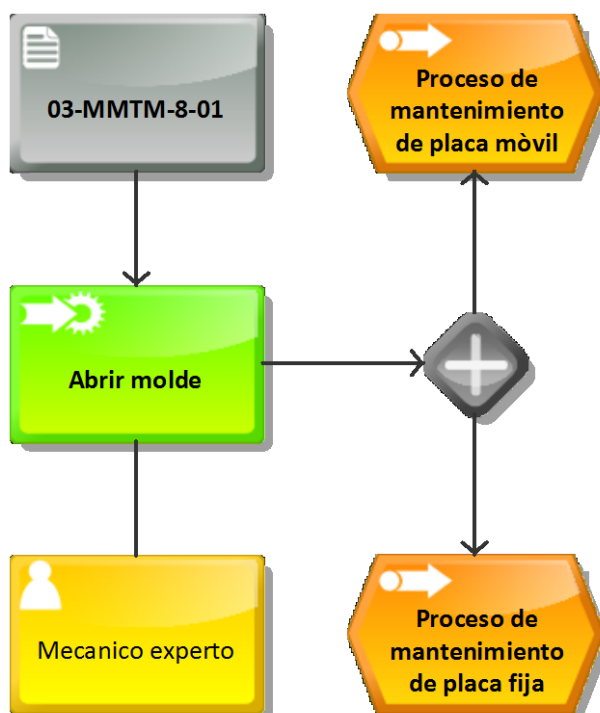 03-MMTM-8-01
Proceso de
mantenimiento
de placa mòvil
Abrir molde
Mecanico experto
Proceso de
mantenimiento
de placa fija